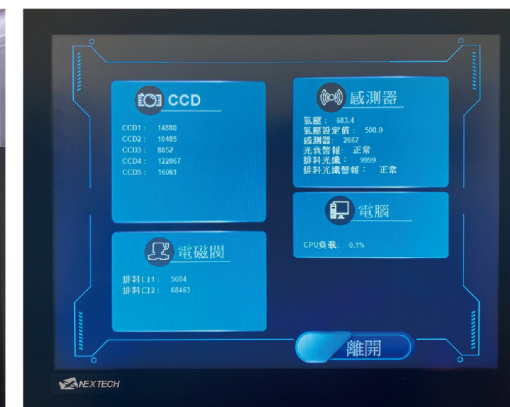 CCD
CCD1： 14880
CCD2： 10485
CCD3： 8852
CCD4： 122067
CCD5： 16061
感測器
氣壓： 683.4
氣壓設定值： 500.0
感測器： 2667
光衰警報： 正常
排料光纖： 9999
排料光纖警報： 正常
電磁閥
排料口1： 5084
排料口2： 68463
電腦
CPU負載： 0.1%
離開
NEXTECH